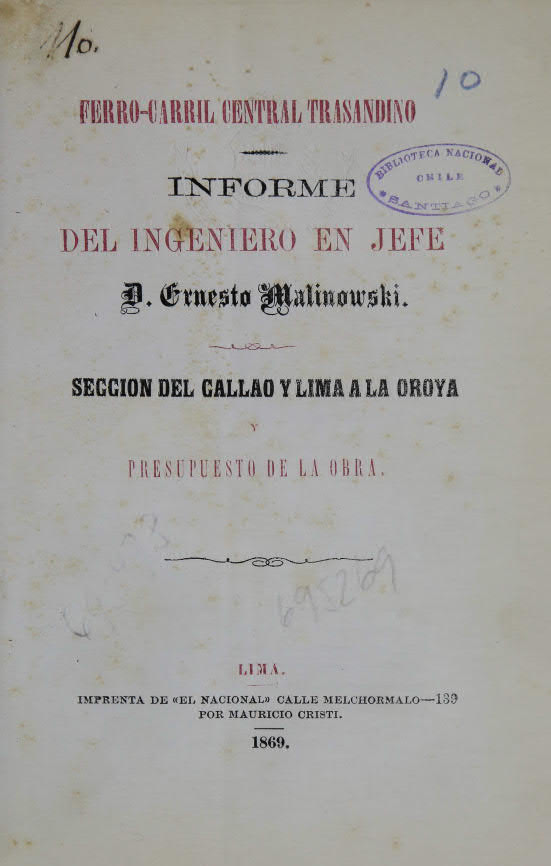 No.
10
FERRO-CARRIL CENTRAL TRASANDINO
BIBLIOTECA NACIONAL
CHILE
* SANTIAGO *
INFORME
DEL INGENIERO EN JEFE
D. Ernesto Malinowski.
SECCION DEL CALLAO Y LIMA A LA OROYA
Y
PRESUPUESTO DE LA OBRA.
695269
LIMA.
IMPRENTA DE «EL NACIONAL» CALLE MELCHORMALO—139
POR MAURICIO CRISTI.
1869.